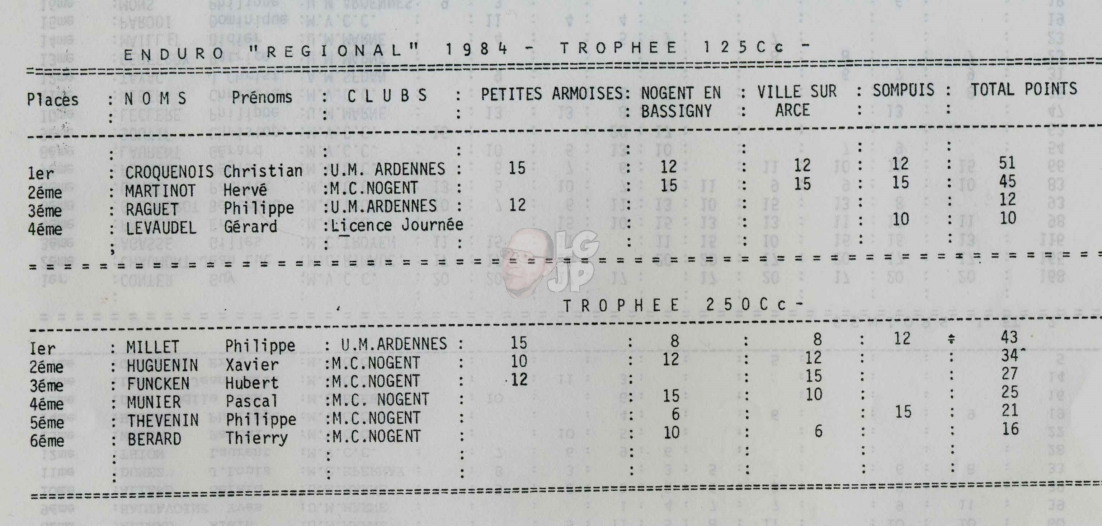 ENDURO "REGIONAL" 1984 - TROPHEE 125Cc -
Places : NOMS Prénoms : CLUBS : PETITES ARMOISES: NOGENT EN : VILLE SUR : SOMPUIS : TOTAL POINTS
BASSIGNY : ARCE
1er : CROQUENOIS Christian :U.M. ARDENNES : 15 12 12 12 51
2éme : MARTINOT Hervé :M.C.NOGENT : 15 15 15 45
3éme : RAGUET Philippe :U.M.ARDENNES : 12 12
4éme : LEVAUDEL Gérard :Licence Journée 10 10
LG
JP
TROPHEE 250Cc -
Ier : MILLET Philippe : U.M.ARDENNES : 15 : 8 : 8 : 12 43
2éme : HUGUENIN Xavier :M.C.NOGENT : 10 : 12 : 12 : 34
3éme : FUNCKEN Hubert :M.C.NOGENT : 12 : : 15 : 27
4éme : MUNIER Pascal :M.C. NOGENT : : 15 : 10 : 25
5éme : THEVENIN Philippe :M.C.NOGENT : : 6 : : 15 : 21
6éme : BERARD Thierry :M.C.NOGENT : : 10 : 6 : 16